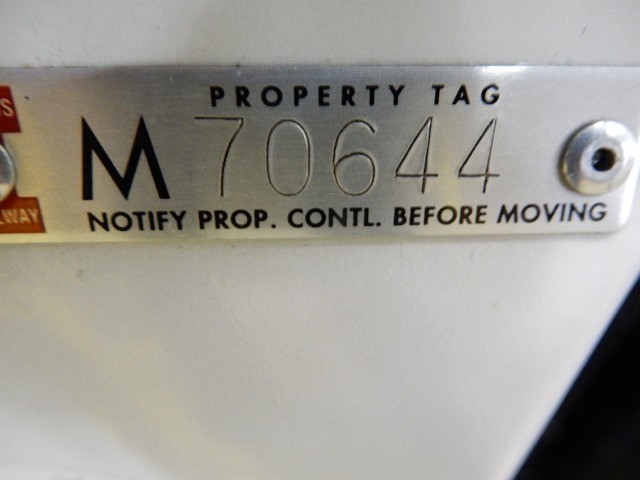 PROPERTY TAG
M 70644
NOTIFY PROP. CONTL. BEFORE MOVING